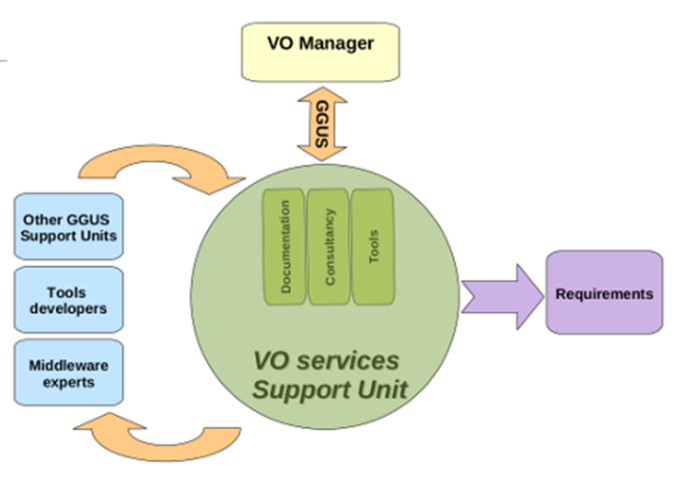 VO Manager
GGUS
Other GGUS
Support Units
Tools
developers
Middleware
experts
Documentation
Consultancy
Tools
VO services
Support Unit
Requirements